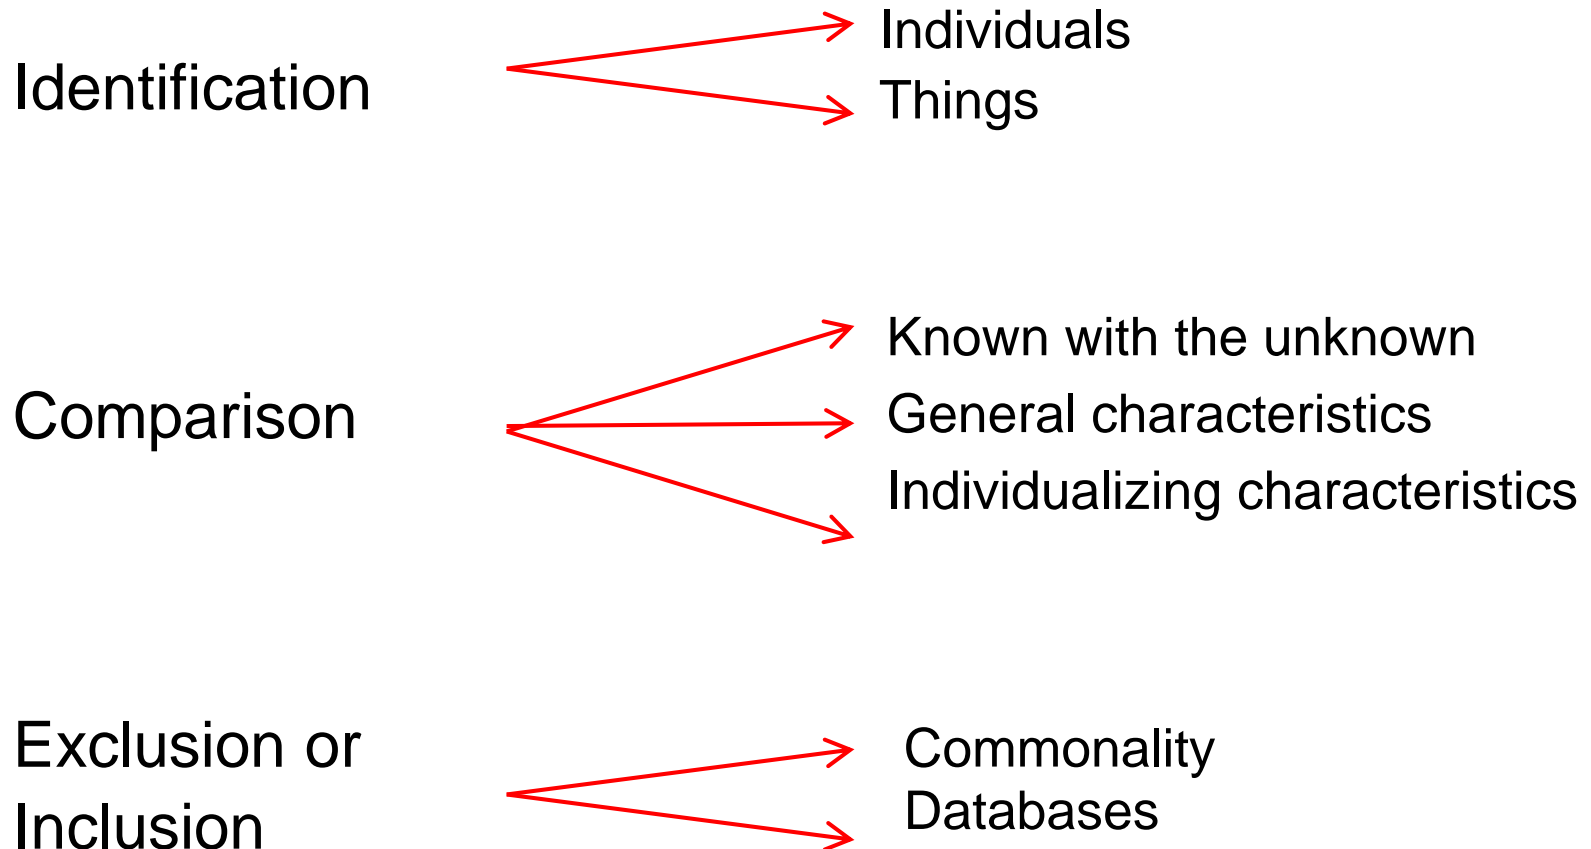 Identification
Individuals
Things
Comparison
Known with the unknown
General characteristics
Individualizing characteristics
Exclusion or
Inclusion
Commonality
Databases